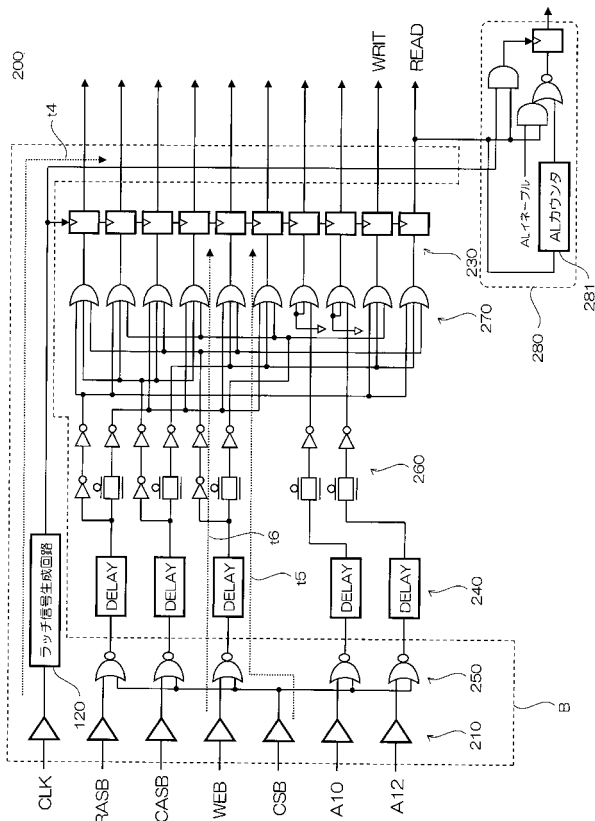 200
t4
CLK
ラッチ信号生成回路
120
RASB
DELAY
CASB
DELAY
WEB
DELAY
t6
CSB
t5
A10
DELAY
A12
DELAY
210
250
240
260
270
230
B
WRIT
READ
ALイネーブル
ALカウンタ
280
281